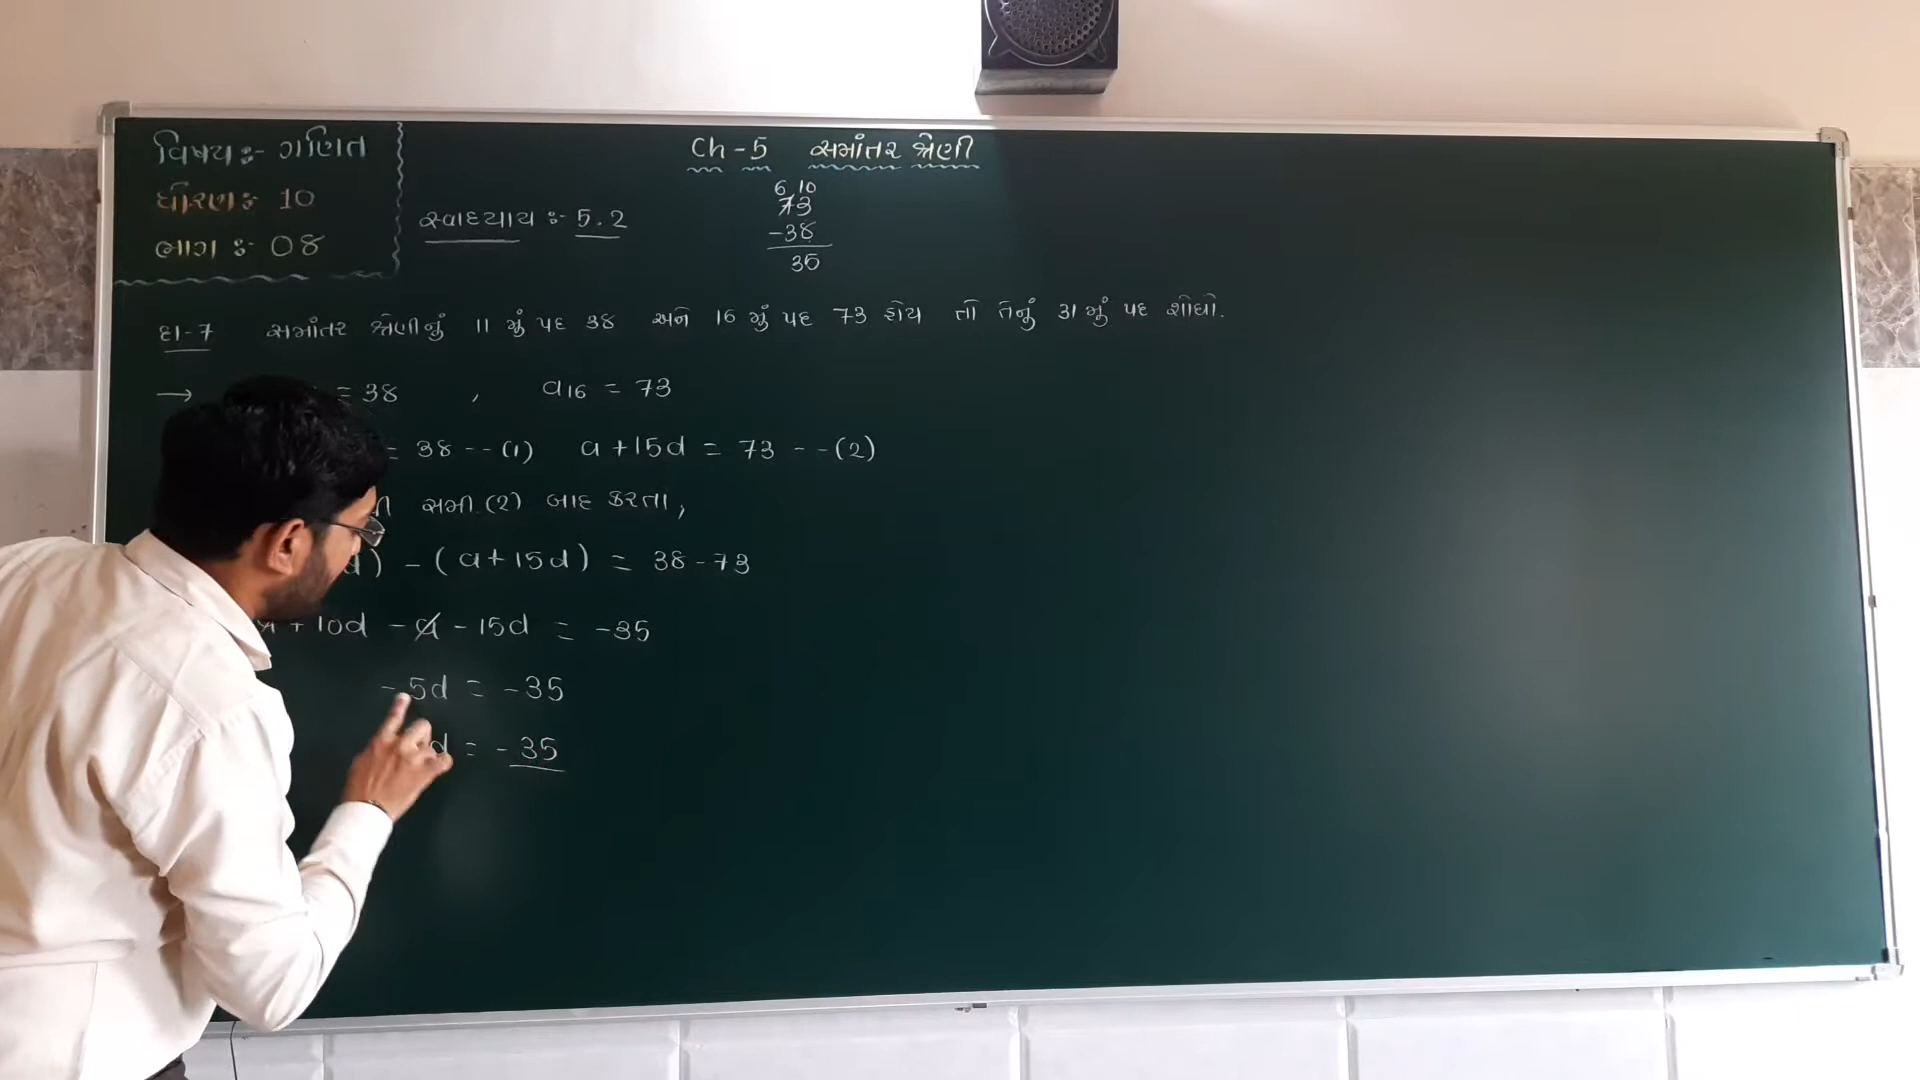 વિષય:- ગણિત
ધોરણ:- 10
ભાગ:- 08
Ch-5 સમાંતર શ્રેણી
સ્વાધ્યાય :- 5.2
6 10
73
-38
35
દા-7 સમાંતર શ્રેણીનું 11 મું પદ 38 અને 16 મું પદ 73 હોય તો તેનું 31 મું પદ શોધો.
→ = 38 , a16 = 73
= 38 --(1) a+15d = 73 --(2)
સમી.(2) બાદ કરતા,
d) - (a+15d) = 38-73
+ 10d - a - 15d = -35
-5d = -35
d = -35